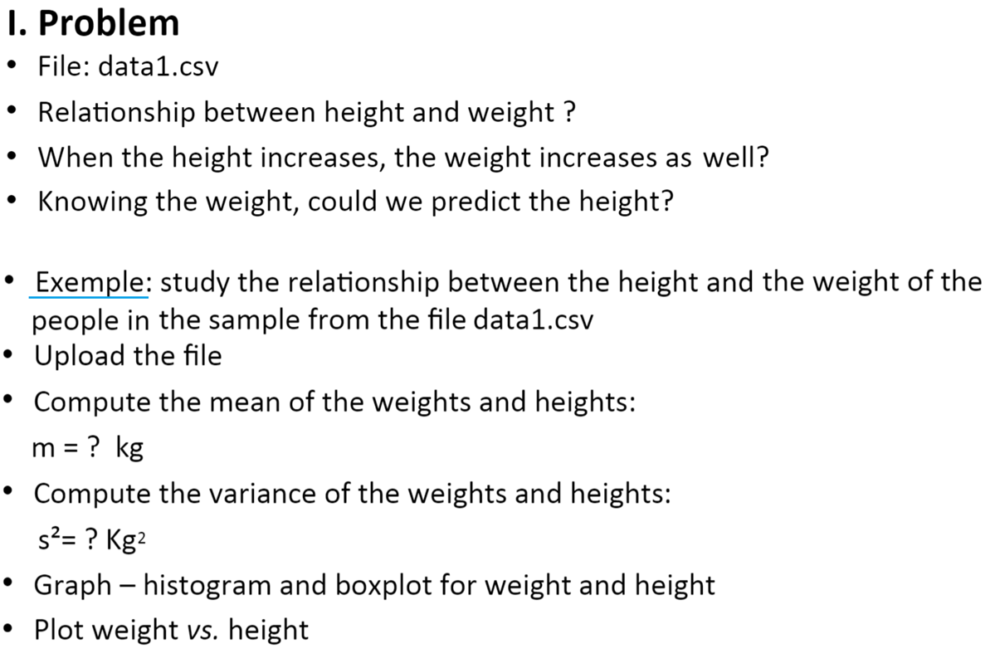 I. Problem
• File: data1.csv
• Relationship between height and weight ?
• When the height increases, the weight increases as well?
• Knowing the weight, could we predict the height?
• Exemple: study the relationship between the height and the weight of the
people in the sample from the file data1.csv
• Upload the file
• Compute the mean of the weights and heights:
m = ? kg
• Compute the variance of the weights and heights:
s²= ? Kg²
• Graph – histogram and boxplot for weight and height
• Plot weight vs. height